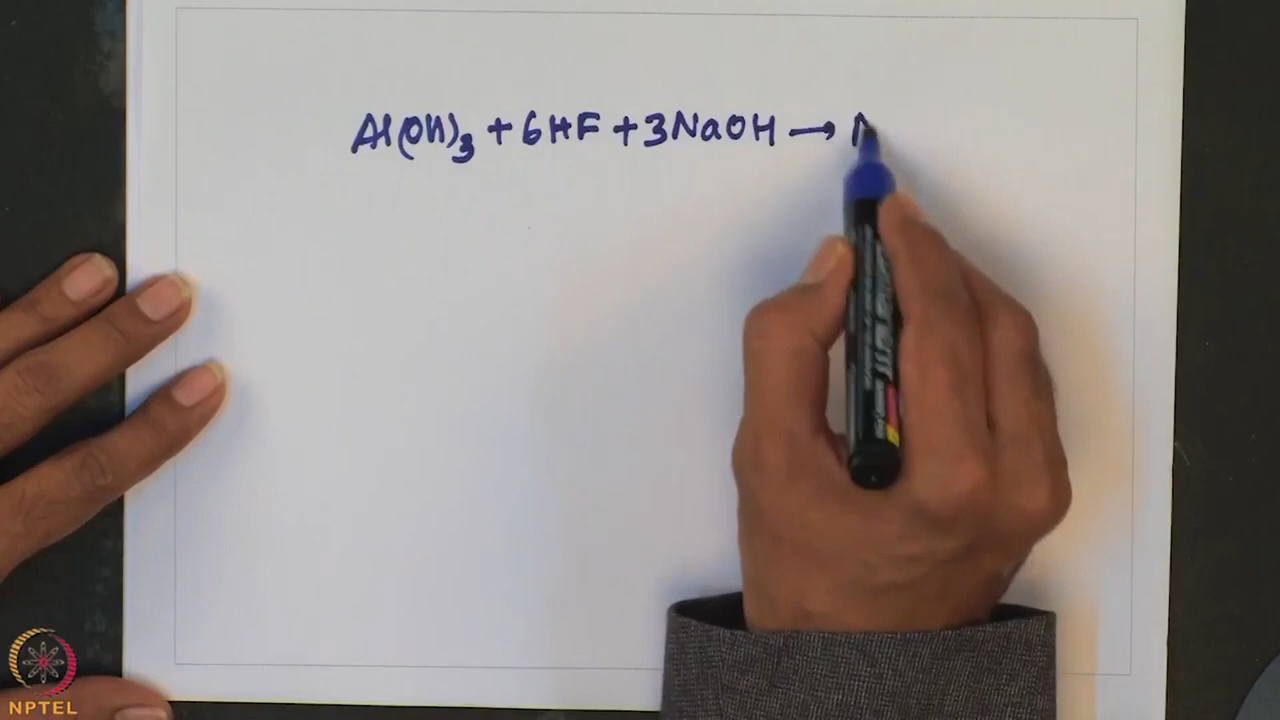 Al(OH)3 + 6HF + 3NaOH →
NPTEL